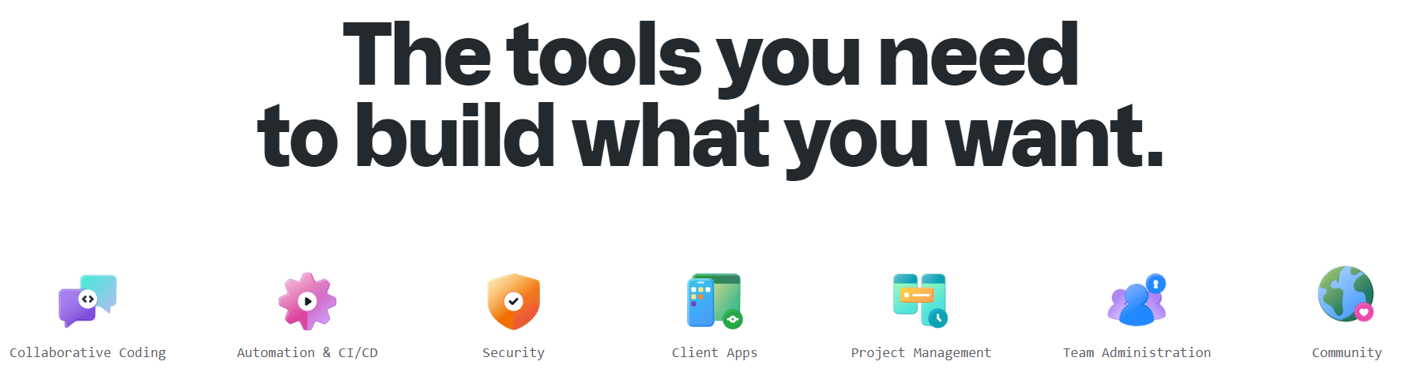 The tools you need
to build what you want.
Collaborative Coding
Automation & CI/CD
Security
Client Apps
Project Management
Team Administration
Community